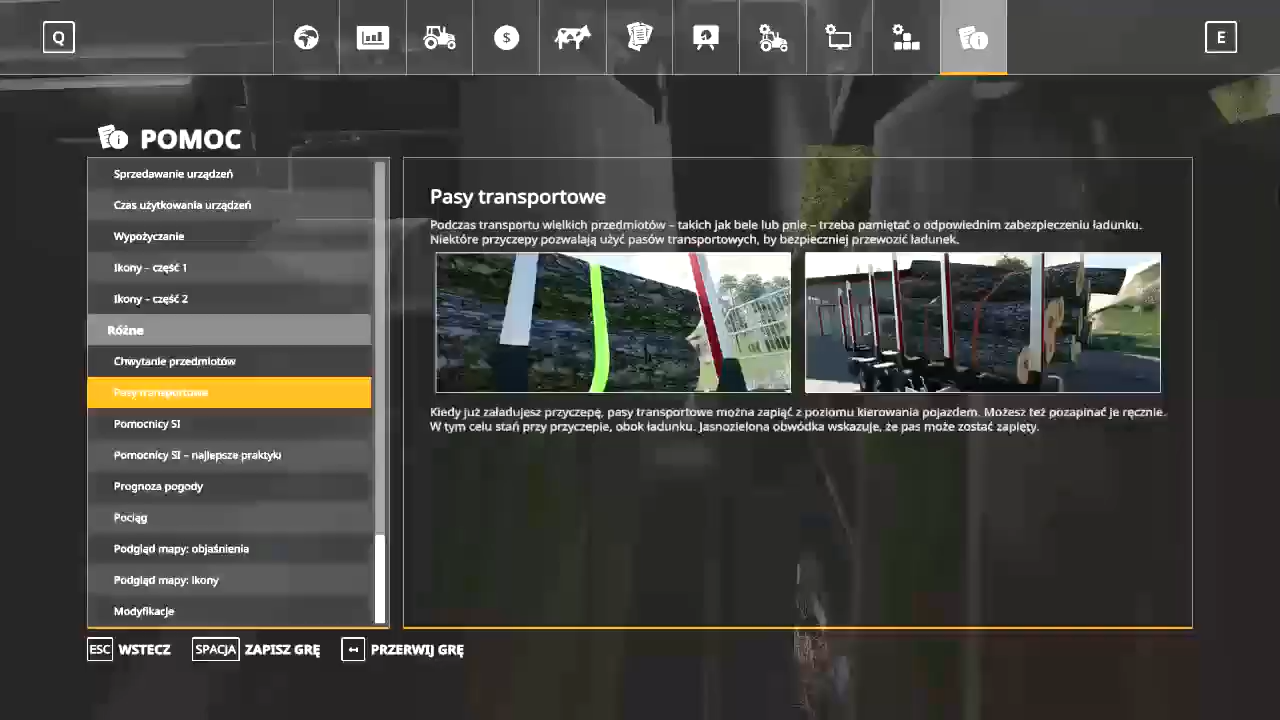 Q
$
E
POMOC
Sprzedawanie urządzeń
Czas użytkowania urządzeń
Wypożyczanie
Ikony – część 1
Ikony – część 2
Różne
Chwytanie przedmiotów
Pasy transportowe
Pomocnicy SI
Pomocnicy SI – najlepsze praktyki
Prognoza pogody
Pociąg
Podgląd mapy: objaśnienia
Podgląd mapy: ikony
Modyfikacje
Pasy transportowe
Podczas transportu wielkich przedmiotów – takich jak bele lub pnie – trzeba pamiętać o odpowiednim zabezpieczeniu ładunku.
Niektóre przyczepy pozwalają użyć pasów transportowych, by bezpieczniej przewozić ładunek.
Kiedy już załadujesz przyczepę, pasy transportowe można zapiąć z poziomu kierowania pojazdem. Możesz też pozapinać je ręcznie.
W tym celu stań przy przyczepie, obok ładunku. Jasnozielona obwódka wskazuje, że pas może zostać zapięty.
ESC WSTECZ SPACJA ZAPISZ GRĘ PRZERWIJ GRĘ